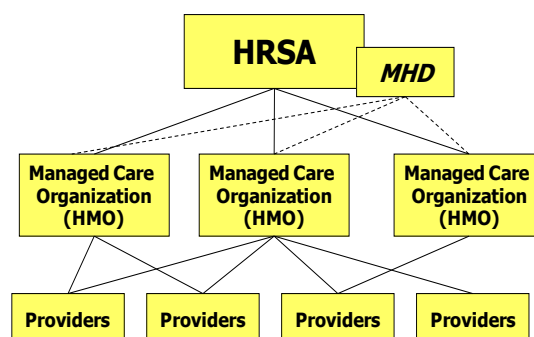 HRSA
MHD
Managed Care
Organization
(HMO)
Managed Care
Organization
(HMO)
Managed Care
Organization
(HMO)
Providers
Providers
Providers
Providers